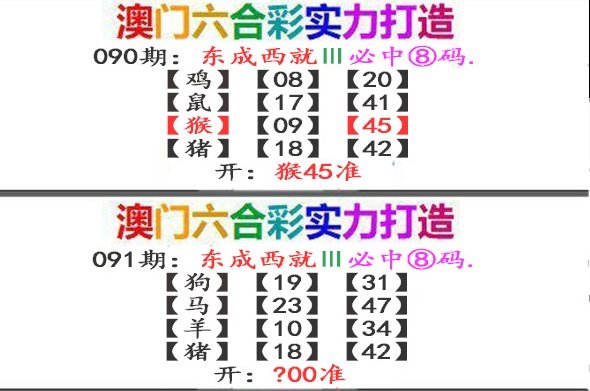 澳门六合彩实力打造
090期：东成西就III必中⑧码.
【鸡】【08】【20】
【鼠】【17】【41】
【猴】【09】【45】
【猪】【18】【42】
开：猴45准
澳门六合彩实力打造
091期：东成西就III必中⑧码.
【狗】【19】【31】
【马】【23】【47】
【羊】【10】【34】
【猪】【18】【42】
开：?00准